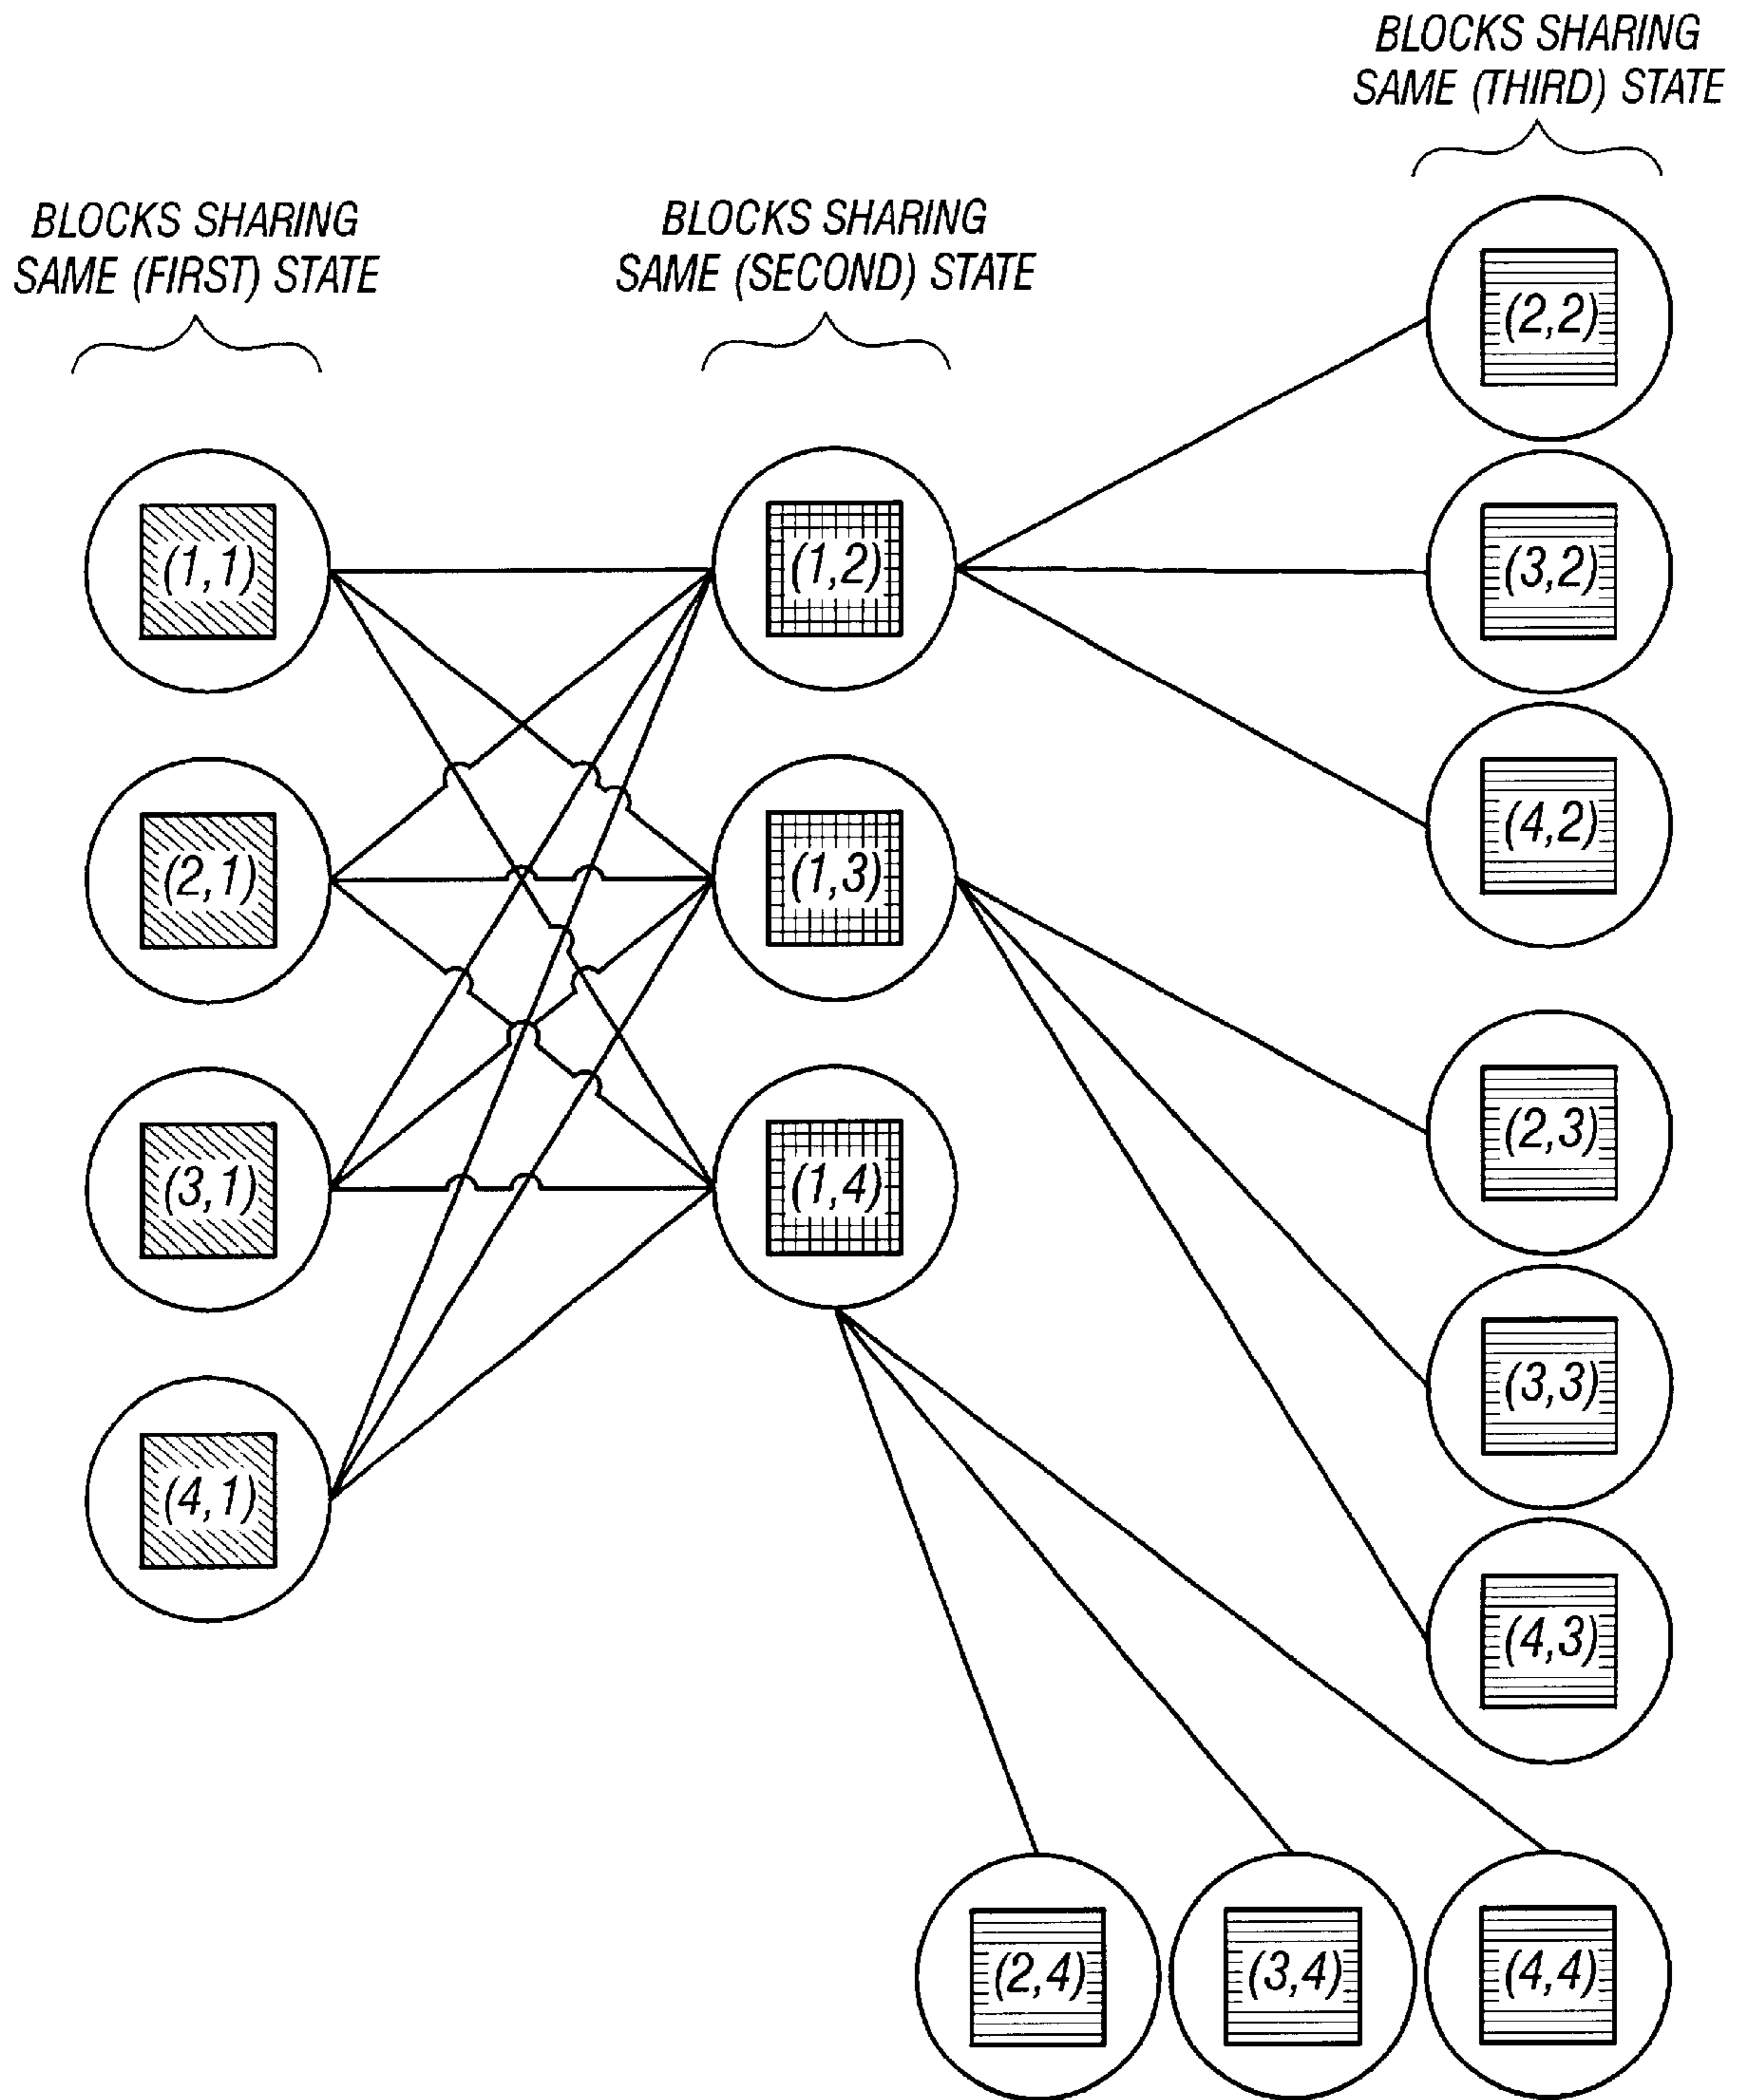 BLOCKS SHARING
SAME (THIRD) STATE
BLOCKS SHARING
SAME (FIRST) STATE
BLOCKS SHARING
SAME (SECOND) STATE
(2,2)
(1,1)
(1,2)
(3,2)
(4,2)
(2,1)
(1,3)
(2,3)
(3,1)
(1,4)
(3,3)
(4,1)
(4,3)
(2,4)
(3,4)
(4,4)